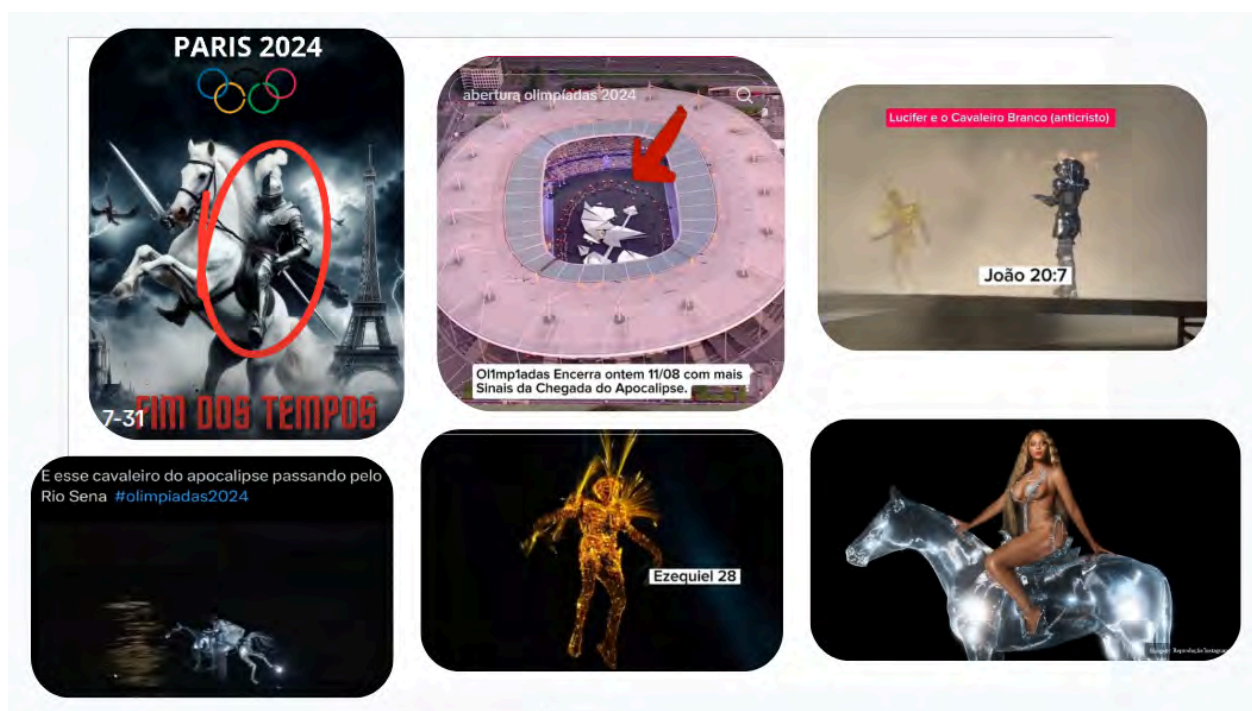 PARIS 2024
7-31
FIM DOS TEMPOS
abertura olimpíadas 2024
Ol1mp1adas Encerra ontem 11/08 com mais
Sinais da Chegada do Apocalipse.
Lucifer e o Cavaleiro Branco (anticristo)
João 20:7
E esse cavaleiro do apocalipse passando pelo
Rio Sena #olimpiadas2024
Ezequiel 28
Reprodução/Instagram